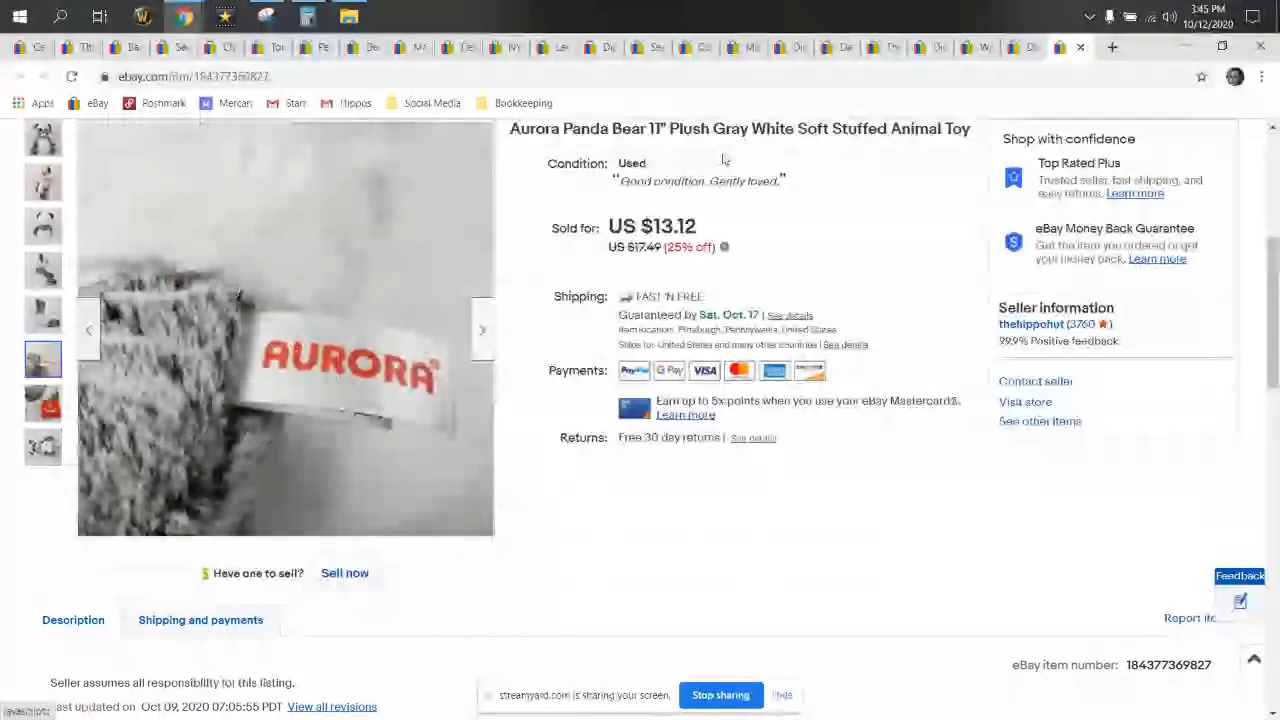 3:45 PM
10/12/2020
ebay.com/itm/184377369827
Apps eBay Poshmark Mercari Starr Hippos Social Media Bookkeeping
Aurora Panda Bear 11" Plush Gray White Soft Stuffed Animal Toy
Condition: Used
"Good condition. Gently loved."
Sold for: US $13.12
US $17.49 (25% off)
Shipping: FAST 'N FREE
Guaranteed by Sat. Oct. 17 | See details
Item location: Pittsburgh, Pennsylvania, United States
Ships to: United States and many other countries | See details
Payments: PayPal G Pay VISA
Earn up to 5x points when you use your eBay Mastercard®.
Learn more
Returns: Free 30 day returns | See details
AURORA
Shop with confidence
Top Rated Plus
Trusted seller, fast shipping, and
easy returns. Learn more
eBay Money Back Guarantee
Get the item you ordered or get
your money back. Learn more
Seller information
thehippohut (3760)
99.9% Positive feedback
Contact seller
Visit store
See other items
Have one to sell? Sell now
Feedback
Description Shipping and payments
Report ite
eBay item number: 184377369827
Seller assumes all responsibility for this listing.
Last updated on Oct 09, 2020 07:05:55 PDT View all revisions
streamyard.com is sharing your screen. Stop sharing Hide